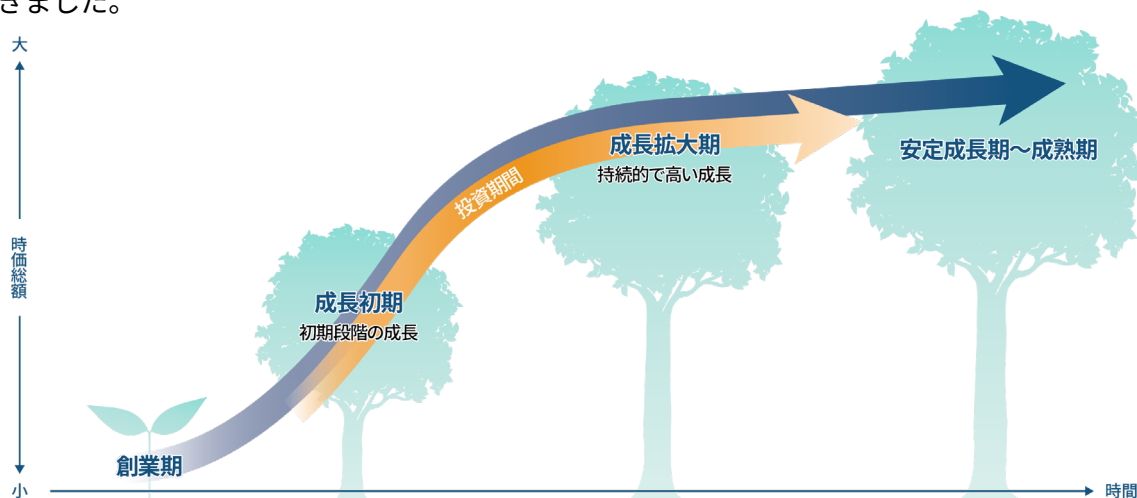 きました。
大
時価総額
小
創業期
成長初期
初期段階の成長
投資期間
成長拡大期
持続的で高い成長
安定成長期～成熟期
時間